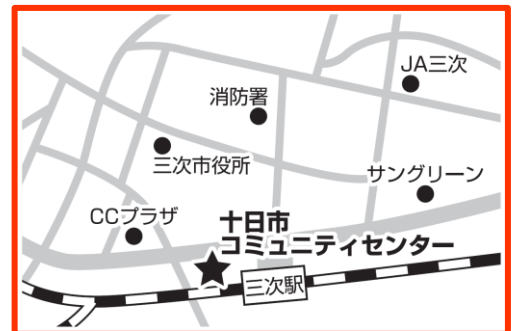 JA三次
消防署
三次市役所
サングリーン
CCプラザ
十日市
コミュニティセンター
三次駅